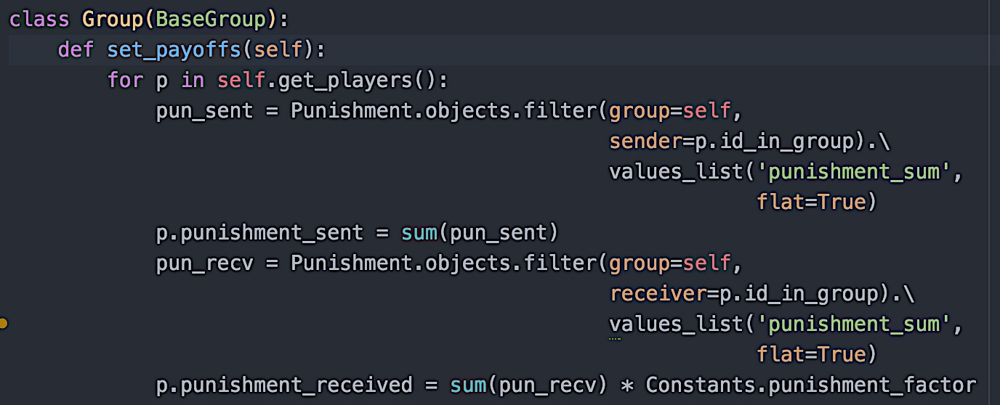 class Group(BaseGroup):
    def set_payoffs(self):
        for p in self.get_players():
            pun_sent = Punishment.objects.filter(group=self,
                                                 sender=p.id_in_group).\
                                                 values_list('punishment_sum',
                                                             flat=True)
            p.punishment_sent = sum(pun_sent)
            pun_recv = Punishment.objects.filter(group=self,
                                                 receiver=p.id_in_group).\
                                                 values_list('punishment_sum',
                                                             flat=True)
            p.punishment_received = sum(pun_recv) * Constants.punishment_factor